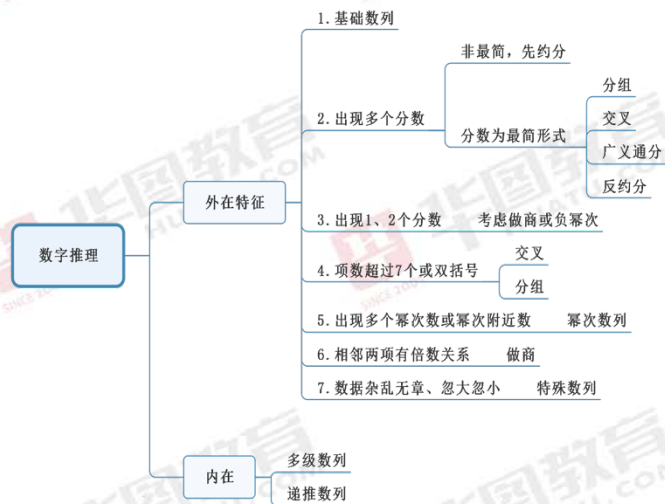 数字推理
外在特征
1.基础数列
2.出现多个分数
非最简，先约分
分数为最简形式
分组
交叉
广义通分
反约分
3.出现1、2个分数 考虑做商或负幂次
4.项数超过7个或双括号
交叉
分组
5.出现多个幂次数或幂次附近数 幂次数列
6.相邻两项有倍数关系 做商
7.数据杂乱无章、忽大忽小 特殊数列
内在
多级数列
递推数列
华图教育
SINCE 2001